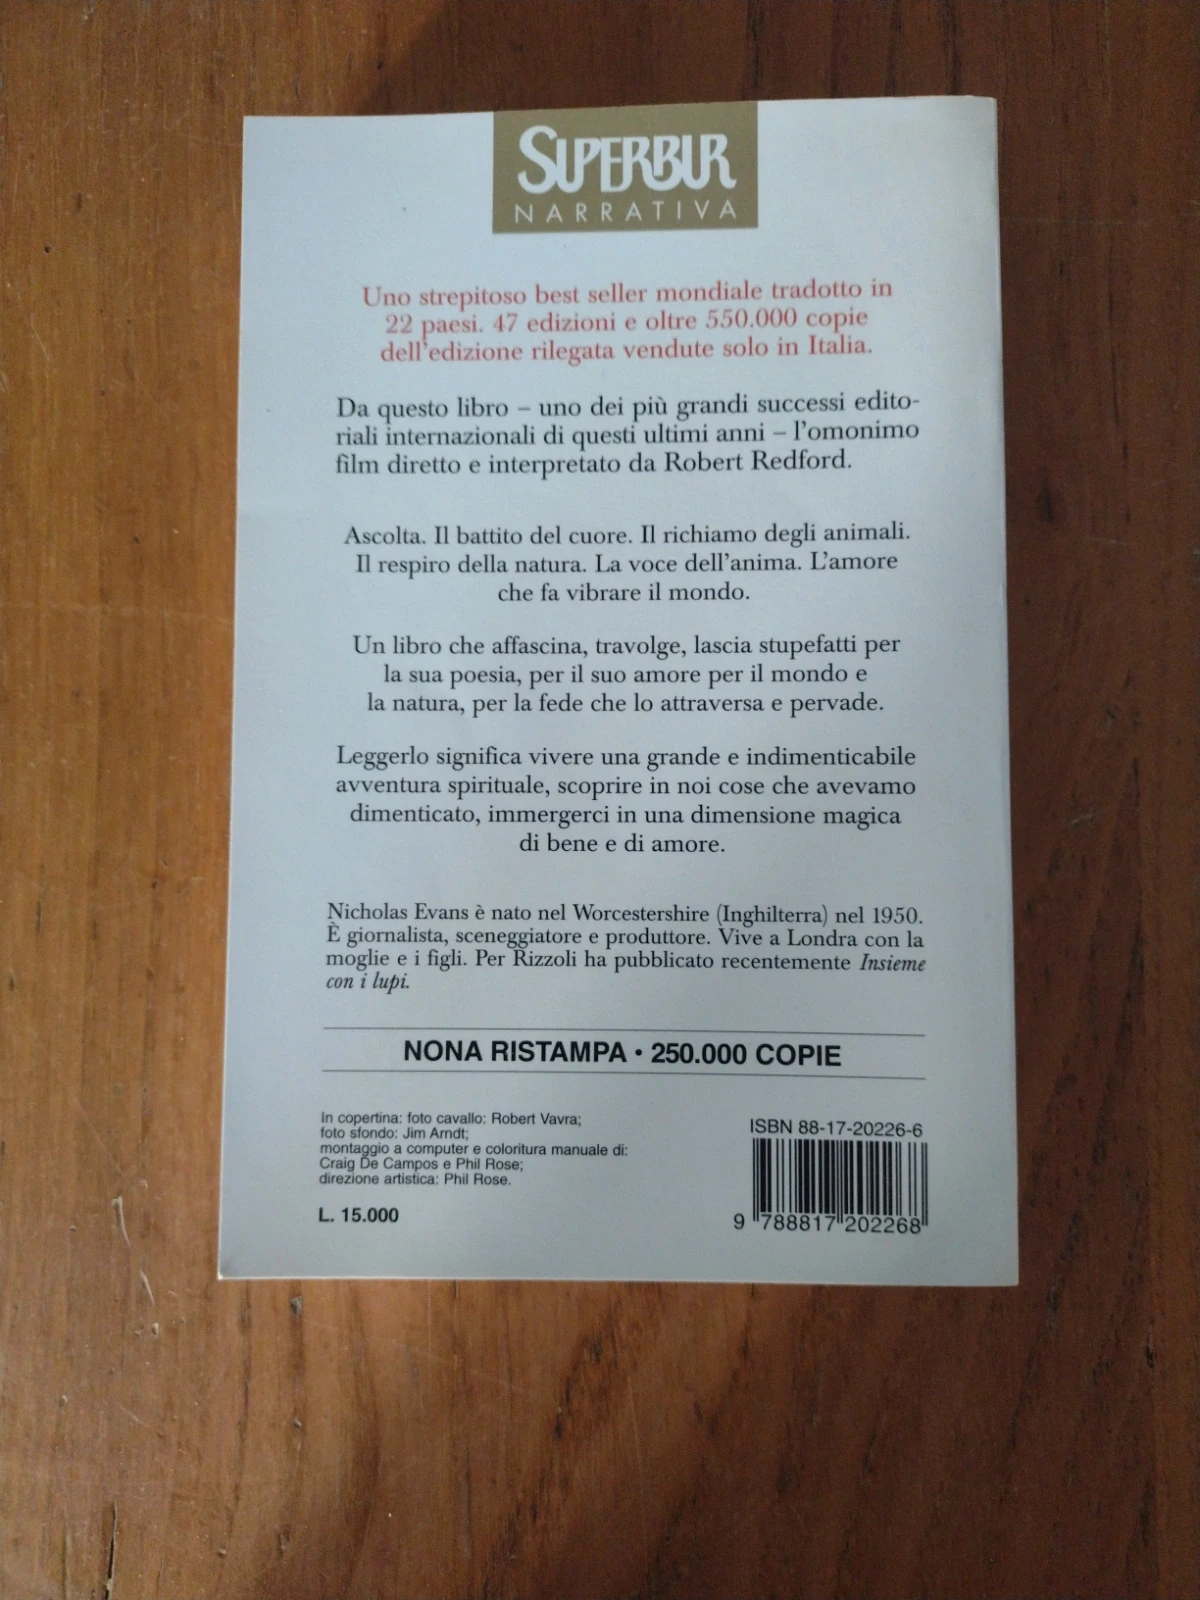 SUPERBUR
NARRATIVA
Uno strepitoso best seller mondiale tradotto in
22 paesi. 47 edizioni e oltre 550.000 copie
dell'edizione rilegata vendute solo in Italia.
Da questo libro – uno dei più grandi successi edito-
riali internazionali di questi ultimi anni – l'omonimo
film diretto e interpretato da Robert Redford.
Ascolta. Il battito del cuore. Il richiamo degli animali.
Il respiro della natura. La voce dell'anima. L'amore
che fa vibrare il mondo.
Un libro che affascina, travolge, lascia stupefatti per
la sua poesia, per il suo amore per il mondo e
la natura, per la fede che lo attraversa e pervade.
Leggerlo significa vivere una grande e indimenticabile
avventura spirituale, scoprire in noi cose che avevamo
dimenticato, immergerci in una dimensione magica
di bene e di amore.
Nicholas Evans è nato nel Worcestershire (Inghilterra) nel 1950.
È giornalista, sceneggiatore e produttore. Vive a Londra con la
moglie e i figli. Per Rizzoli ha pubblicato recentemente Insieme
con i lupi.
NONA RISTAMPA • 250.000 COPIE
In copertina: foto cavallo: Robert Vavra;
foto sfondo: Jim Arndt;
montaggio a computer e coloritura manuale di:
Craig De Campos e Phil Rose;
direzione artistica: Phil Rose.
L. 15.000
ISBN 88-17-20226-6
9 788817 202268